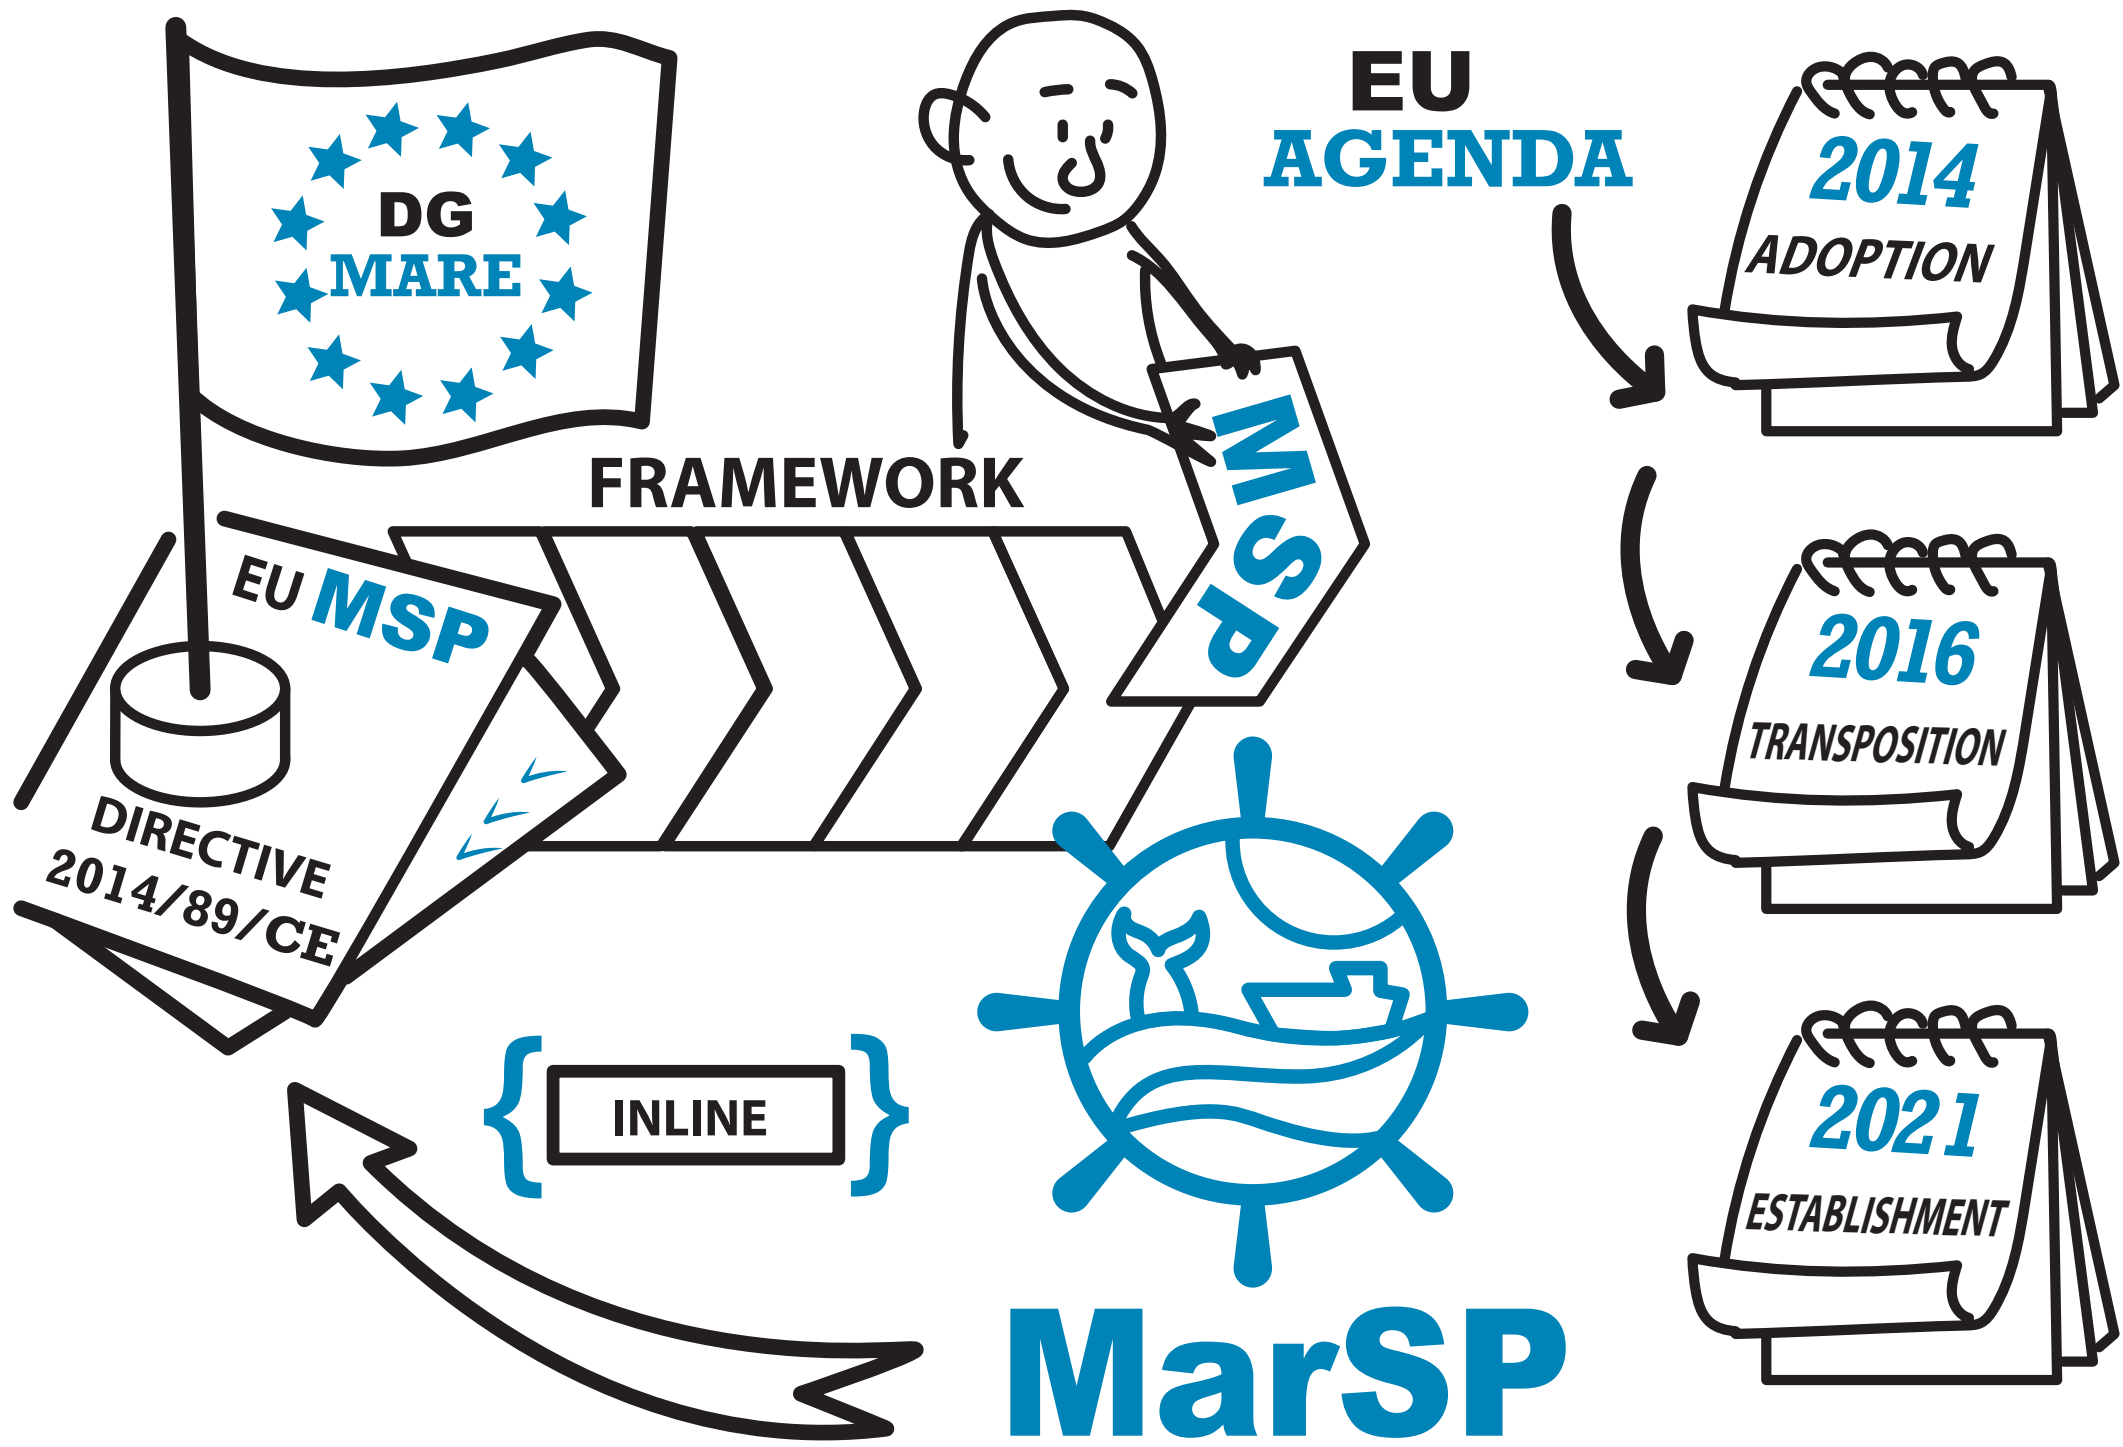 DG
MARE
EU
AGENDA
FRAMEWORK
MSP
EU MSP
DIRECTIVE
2014/89/CE
INLINE
MarSP
2014
ADOPTION
2016
TRANSPOSITION
2021
ESTABLISHMENT